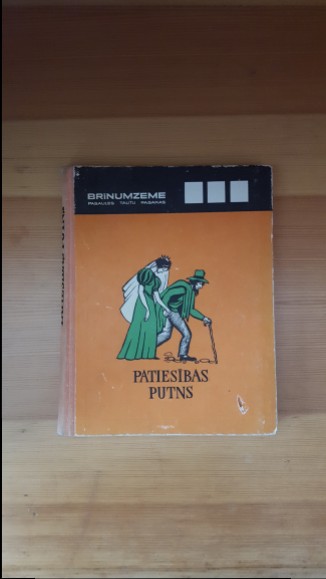 BRīNUMZEME
PASAULES TAUTU PASAKAS
PATIESĪBAS
PUTNS